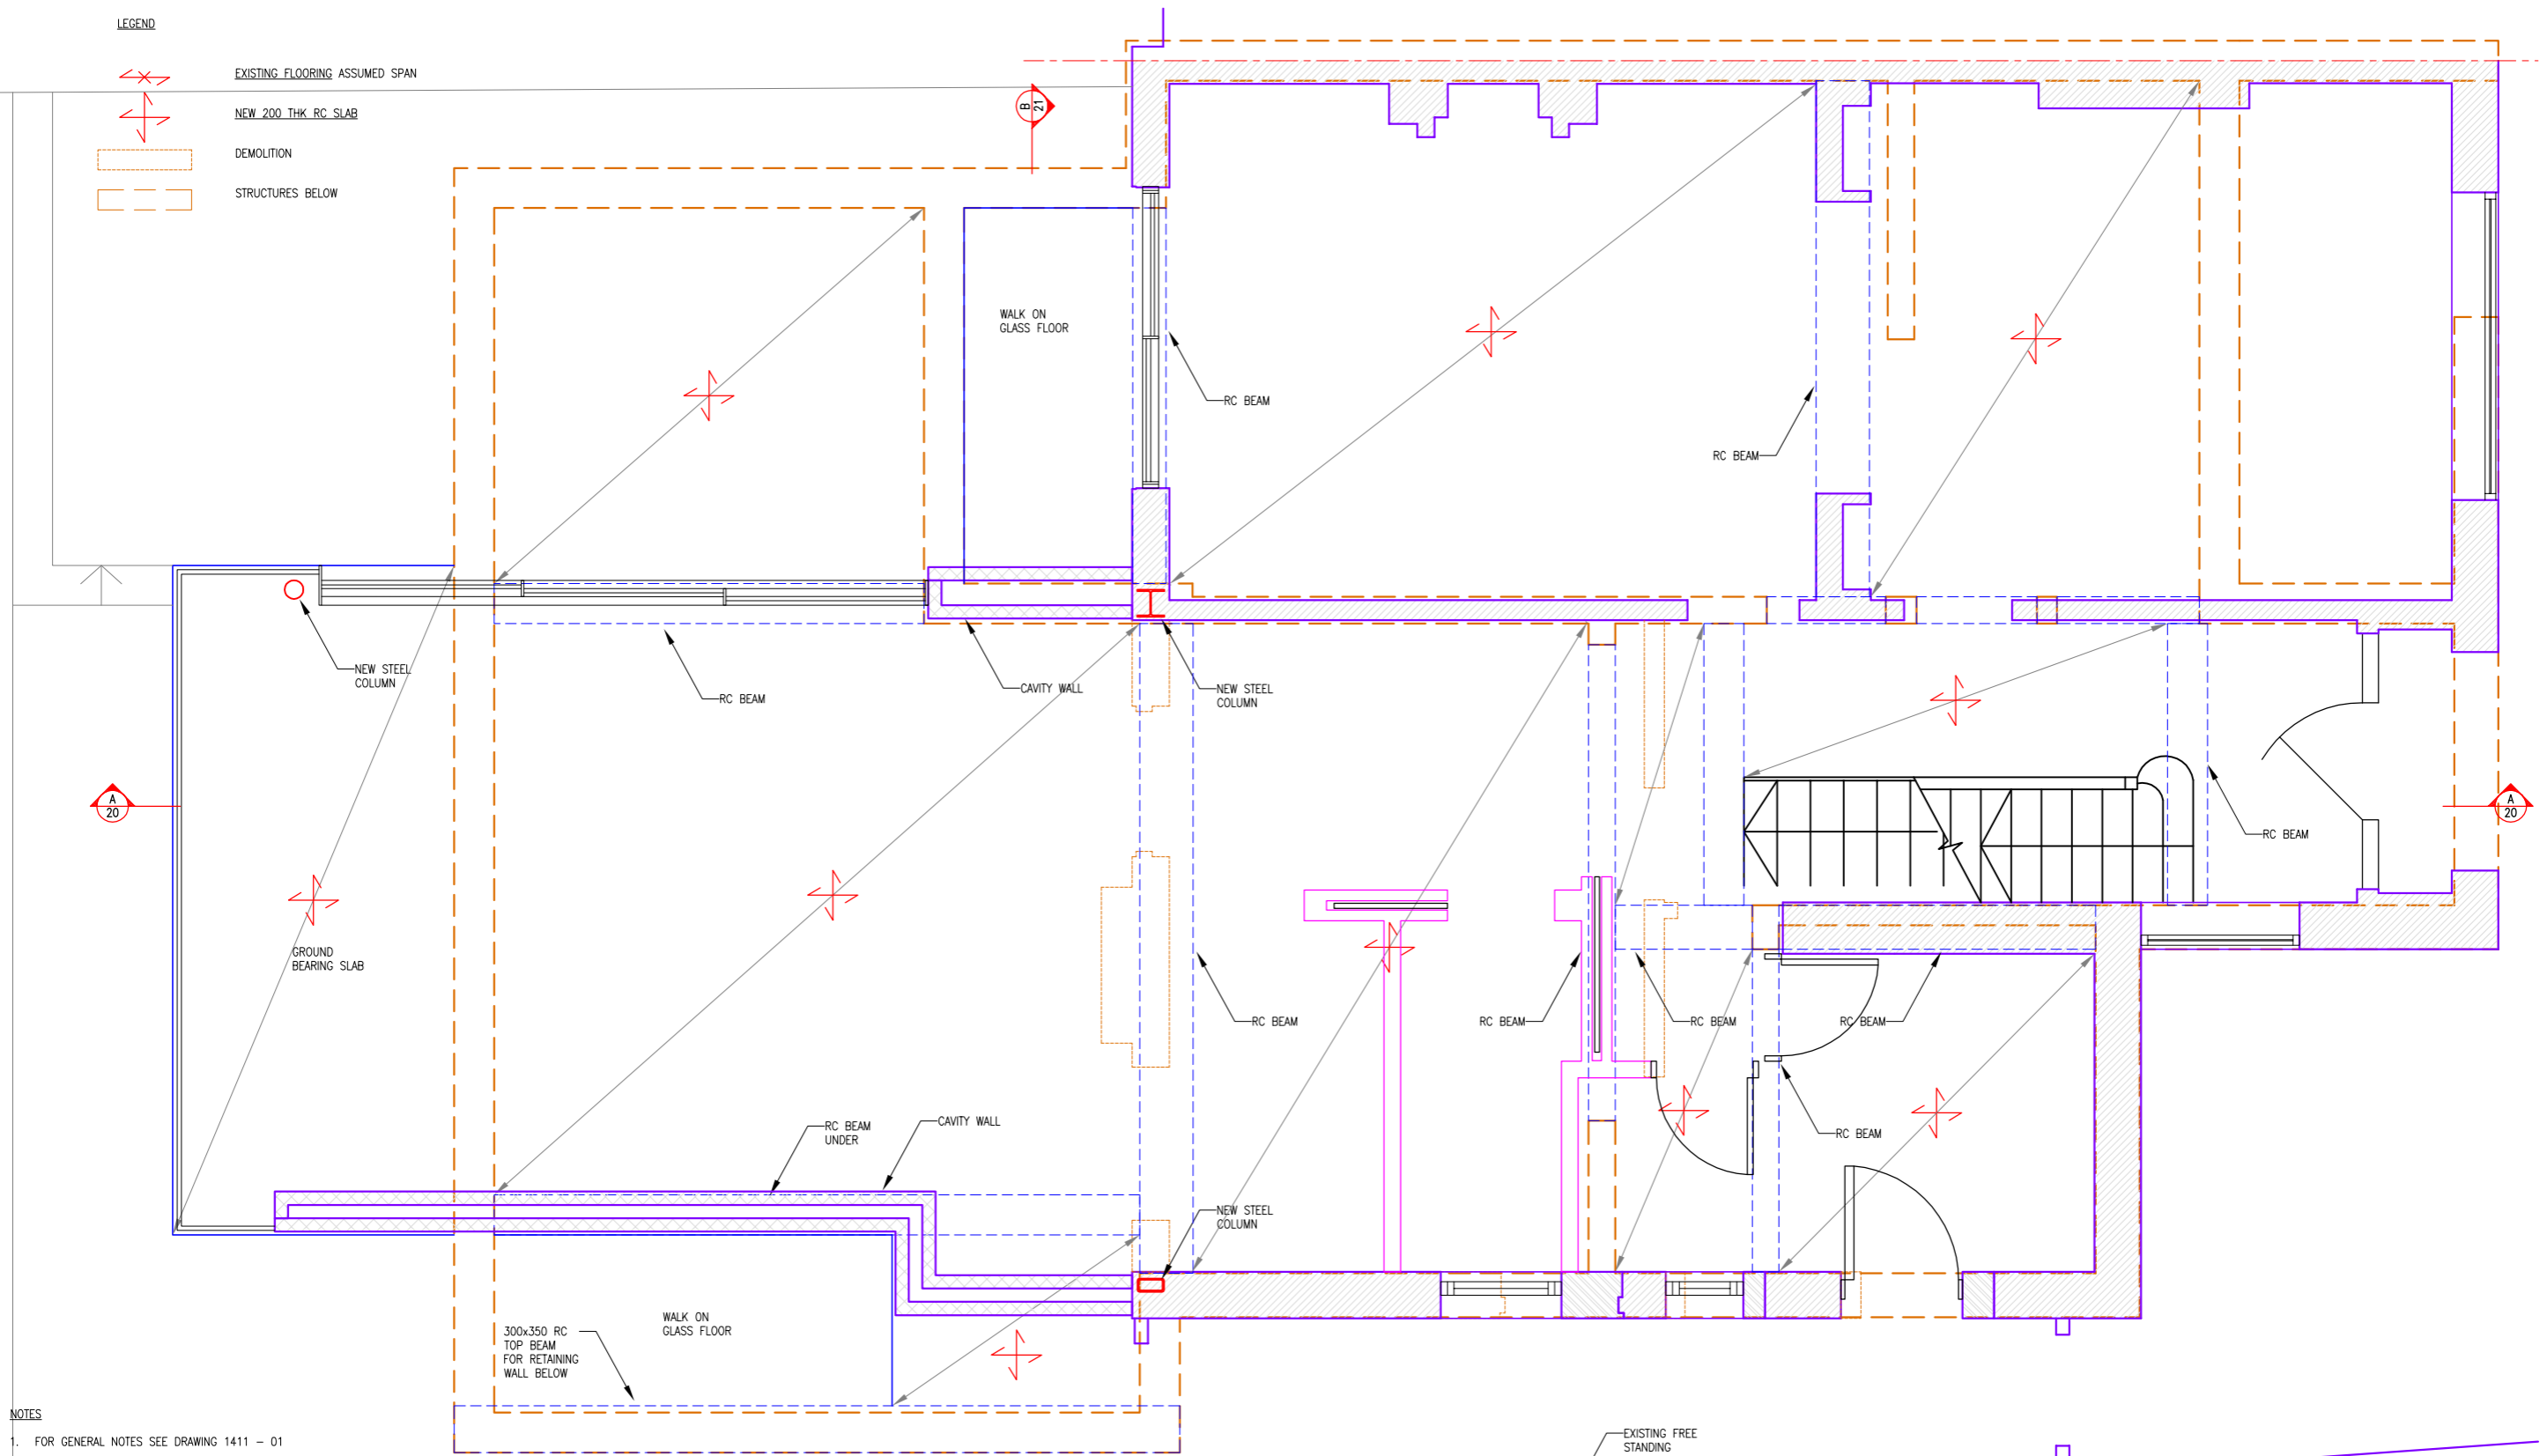 LEGEND
EXISTING FLOORING ASSUMED SPAN
NEW 200 THK RC SLAB
DEMOLITION
STRUCTURES BELOW
B
21
WALK ON
GLASS FLOOR
RC BEAM
RC BEAM
NEW STEEL
COLUMN
RC BEAM
CAVITY WALL
NEW STEEL
COLUMN
A
20
A
20
RC BEAM
GROUND
BEARING SLAB
RC BEAM
RC BEAM
RC BEAM
RC BEAM
RC BEAM
UNDER
CAVITY WALL
RC BEAM
NEW STEEL
COLUMN
WALK ON
GLASS FLOOR
300x350 RC
TOP BEAM
FOR RETAINING
WALL BELOW
NOTES
1. FOR GENERAL NOTES SEE DRAWING 1411 - 01
EXISTING FREE
STANDING